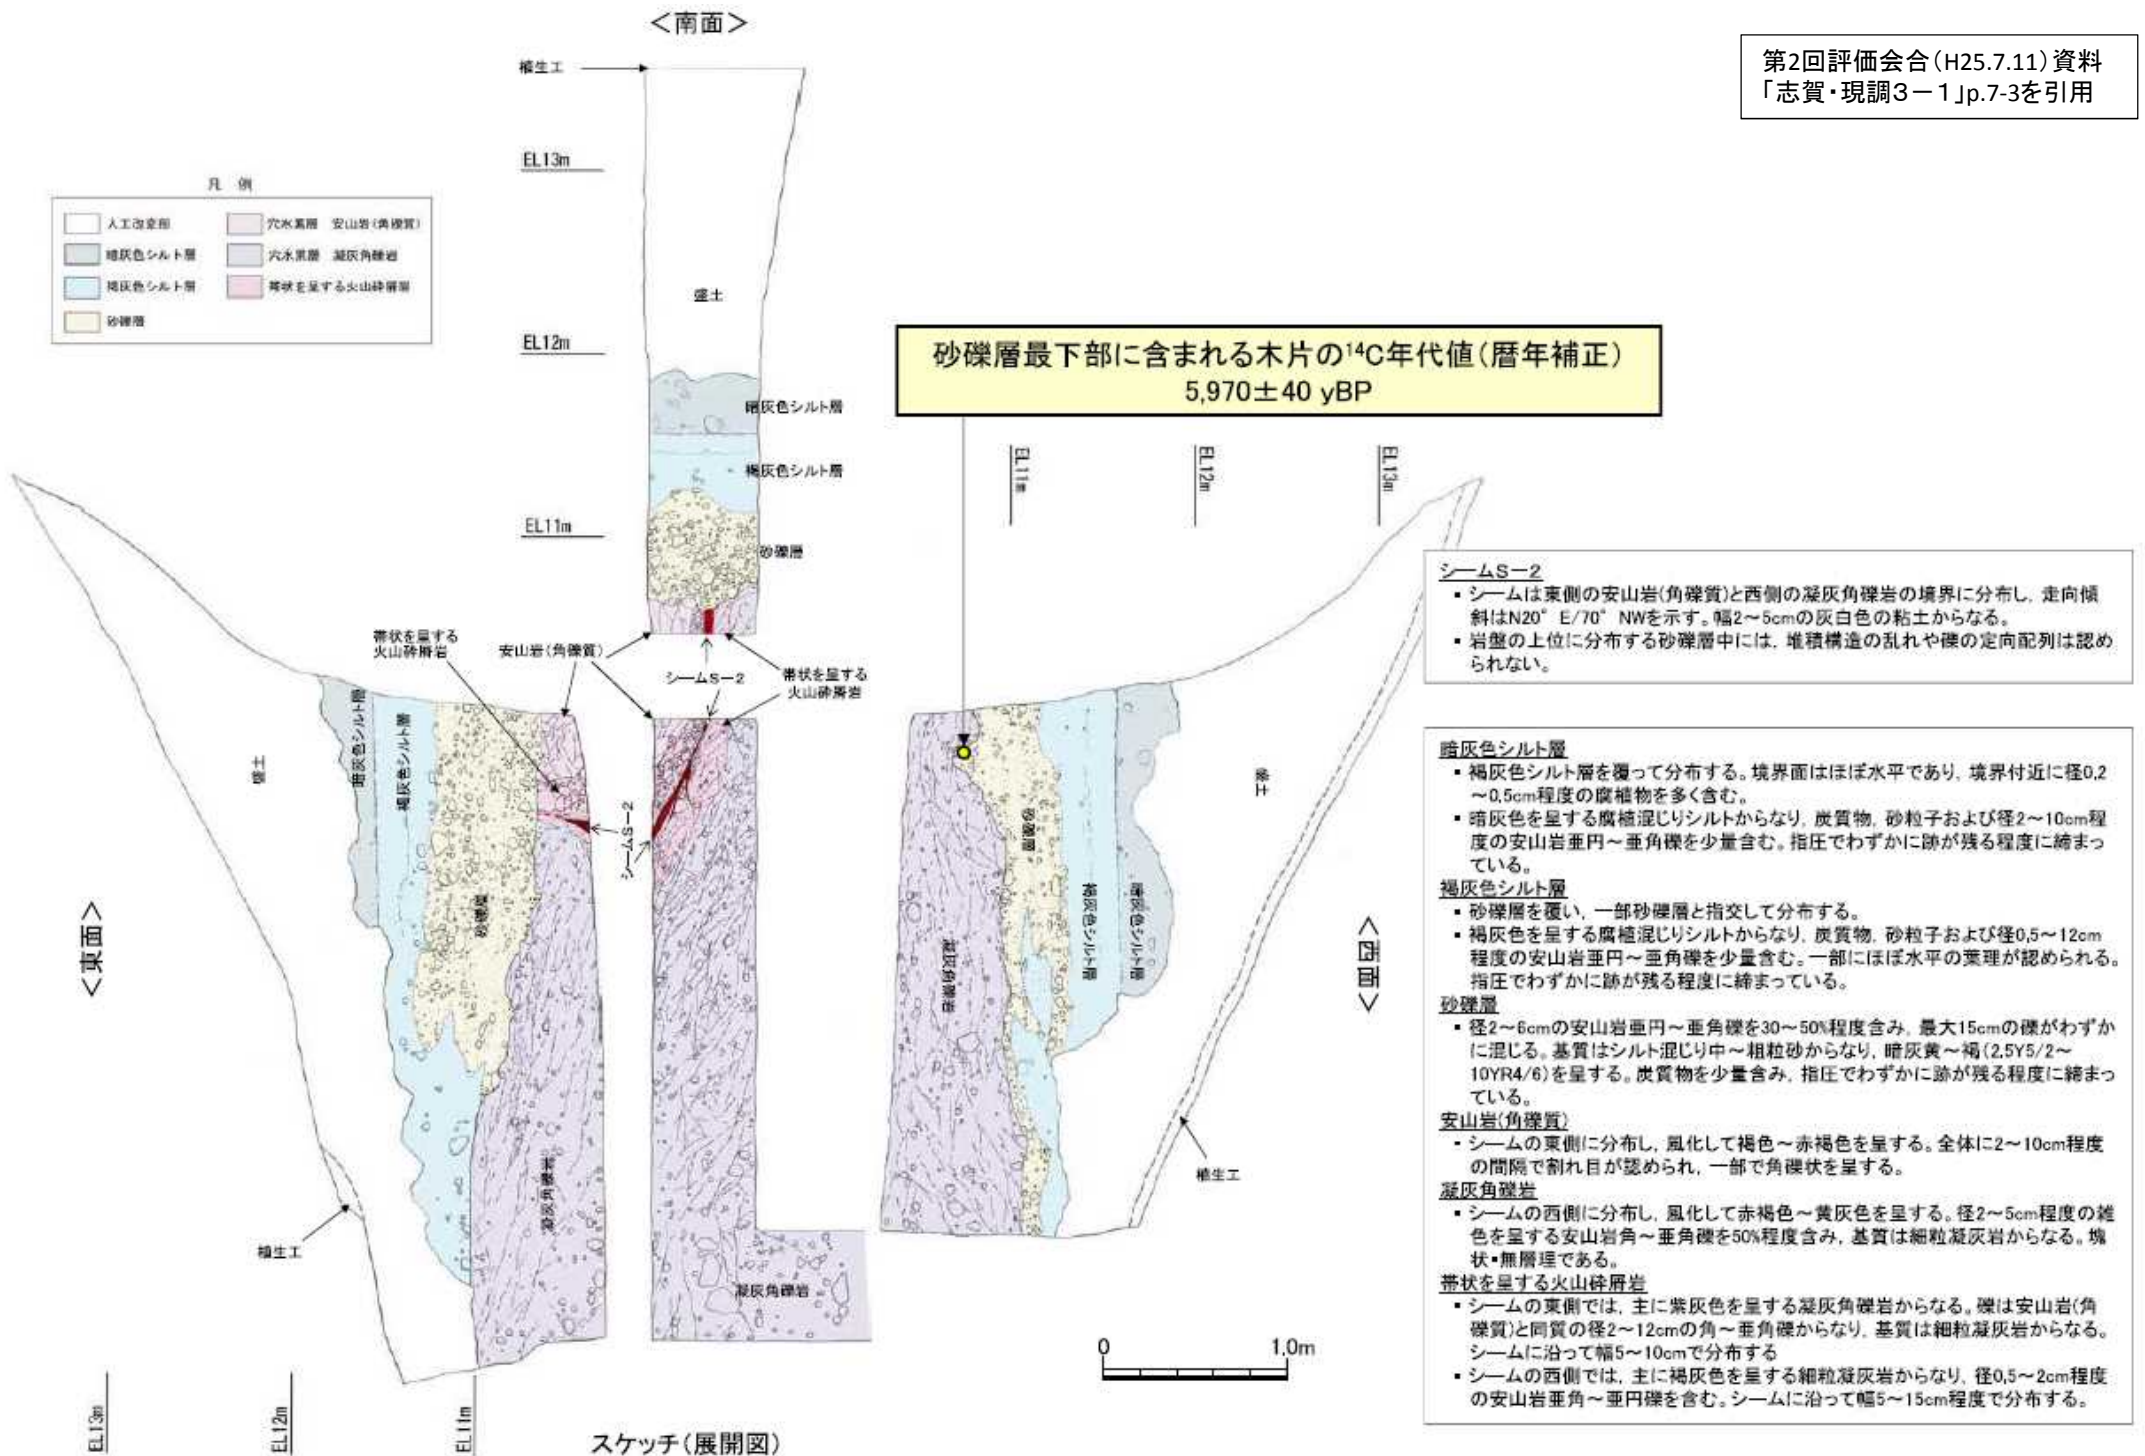 <南面>
第2回評価会合(H25.7.11)資料
「志賀・現調3-1」p.7-3を引用
植生工
EL13m
凡 例
人工改変部
暗灰色シルト層
褐灰色シルト層
砂礫層
穴水累層 安山岩(角礫質)
穴水累層 凝灰角礫岩
帯状を呈する火山砕屑岩
盛土
EL12m
砂礫層最下部に含まれる木片の¹⁴C年代値(暦年補正)
5,970±40 yBP
暗灰色シルト層
褐灰色シルト層
EL11m
砂礫層
EL11m
EL12m
EL13m
帯状を呈する
火山砕屑岩
安山岩(角礫質)
シームS-2
帯状を呈する
火山砕屑岩
シームS-2
盛土
暗灰色シルト層
褐灰色シルト層
砂礫層
凝灰角礫岩
<東面>
植生工
凝灰角礫岩
凝灰角礫岩
砂礫層
褐灰色シルト層
暗灰色シルト層
盛土
<西面>
植生工
シームS-2
▪ シームは東側の安山岩(角礫質)と西側の凝灰角礫岩の境界に分布し,走向傾
斜はN20°E/70°NWを示す。幅2~5cmの灰白色の粘土からなる。
▪ 岩盤の上位に分布する砂礫層中には,堆積構造の乱れや礫の定向配列は認め
られない。
暗灰色シルト層
▪ 褐灰色シルト層を覆って分布する。境界面はほぼ水平であり,境界付近に径0.2
~0.5cm程度の腐植物を多く含む。
▪ 暗灰色を呈する腐植混じりシルトからなり,炭質物,砂粒子および径2~10cm程
度の安山岩亜円~亜角礫を少量含む。指圧でわずかに跡が残る程度に締まっ
ている。
褐灰色シルト層
▪ 砂礫層を覆い,一部砂礫層と指交して分布する。
▪ 褐灰色を呈する腐植混じりシルトからなり,炭質物,砂粒子および径0.5~12cm
程度の安山岩亜円~亜角礫を少量含む。一部にほぼ水平の葉理が認められる。
指圧でわずかに跡が残る程度に締まっている。
砂礫層
▪ 径2~6cmの安山岩亜円~亜角礫を30~50%程度含み,最大15cmの礫がわずか
に混じる。基質はシルト混じり中~粗粒砂からなり,暗灰黄~褐(2.5Y5/2~
10YR4/6)を呈する。炭質物を少量含み,指圧でわずかに跡が残る程度に締まっ
ている。
安山岩(角礫質)
▪ シームの東側に分布し,風化して褐色~赤褐色を呈する。全体に2~10cm程度
の間隔で割れ目が認められ,一部で角礫状を呈する。
凝灰角礫岩
▪ シームの西側に分布し,風化して赤褐色~黄灰色を呈する。径2~5cm程度の雑
色を呈する安山岩角~亜角礫を50%程度含み,基質は細粒凝灰岩からなる。塊
状・無層理である。
帯状を呈する火山砕屑岩
▪ シームの東側では,主に紫灰色を呈する凝灰角礫岩からなる。礫は安山岩(角
礫質)と同質の径2~12cmの角~亜角礫からなり,基質は細粒凝灰岩からなる。
シームに沿って幅5~10cmで分布する
▪ シームの西側では,主に褐灰色を呈する細粒凝灰岩からなり,径0.5~2cm程度
の安山岩亜角~亜円礫を含む。シームに沿って幅5~15cm程度で分布する。
0 1.0m
EL13m
EL12m
EL11m
スケッチ(展開図)